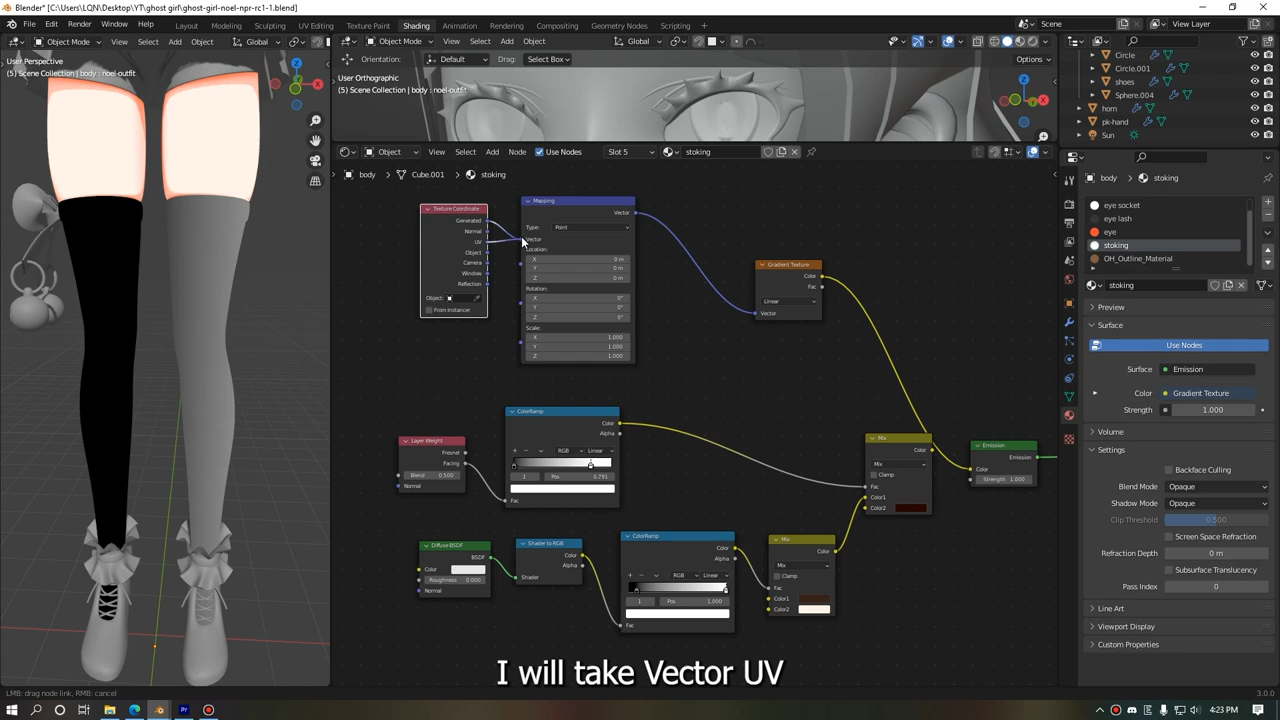 Blender* [C:\Users\LQN\Desktop\YT\ghost girl\ghost-girl-noel-npr-rc1-1.blend]
File Edit Render Window Help
Layout Modeling Sculpting UV Editing Texture Paint Shading Animation Rendering Compositing Geometry Nodes Scripting +
Scene
View Layer
Object Mode View Select Add Object Global
Object Mode View Select Add Object Global
Orientation: Default Drag: Select Box Options
User Perspective
(5) Scene Collection | body : noel-outfit
User Orthographic
(5) Scene Collection | body : noel-outfit
Circle
Circle.001
shoes
Sphere.004
horn
pk-hand
Sun
Object View Select Add Node Use Nodes Slot 5 stoking
body > Cube.001 > stoking
Texture Coordinate
Generated
Normal
UV
Object
Camera
Window
Reflection
Object:
From Instancer
Mapping
Vector
Type: Point
Vector
Location:
X 0 m
Y 0 m
Z 0 m
Rotation:
X 0°
Y 0°
Z 0°
Scale:
X 1.000
Y 1.000
Z 1.000
Gradient Texture
Color
Fac
Linear
Vector
Layer Weight
Fresnel
Facing
Blend 0.500
Normal
ColorRamp
Color
Alpha
RGB Linear
1 Pos 0.791
Fac
Mix
Color
Mix
Clamp
Fac
Color1
Color2
Emission
Emission
Color
Strength 1.000
Diffuse BSDF
BSDF
Color
Roughness 0.000
Normal
Shader to RGB
Color
Alpha
Shader
ColorRamp
Color
Alpha
RGB Linear
1 Pos 1.000
Fac
Mix
Color
Mix
Clamp
Fac
Color1
Color2
body > stoking
eye socket
eye lash
eye
stoking
OH_Outline_Material
stoking
Preview
Surface
Use Nodes
Surface Emission
Color Gradient Texture
Strength 1.000
Volume
Settings
Backface Culling
Blend Mode Opaque
Shadow Mode Opaque
Clip Threshold 0.500
Screen Space Refraction
Refraction Depth 0 m
Subsurface Translucency
Pass Index 0
Line Art
Viewport Display
Custom Properties
I will take Vector UV
LMB: drag node link, RMB: cancel
3.0.0
4:23 PM